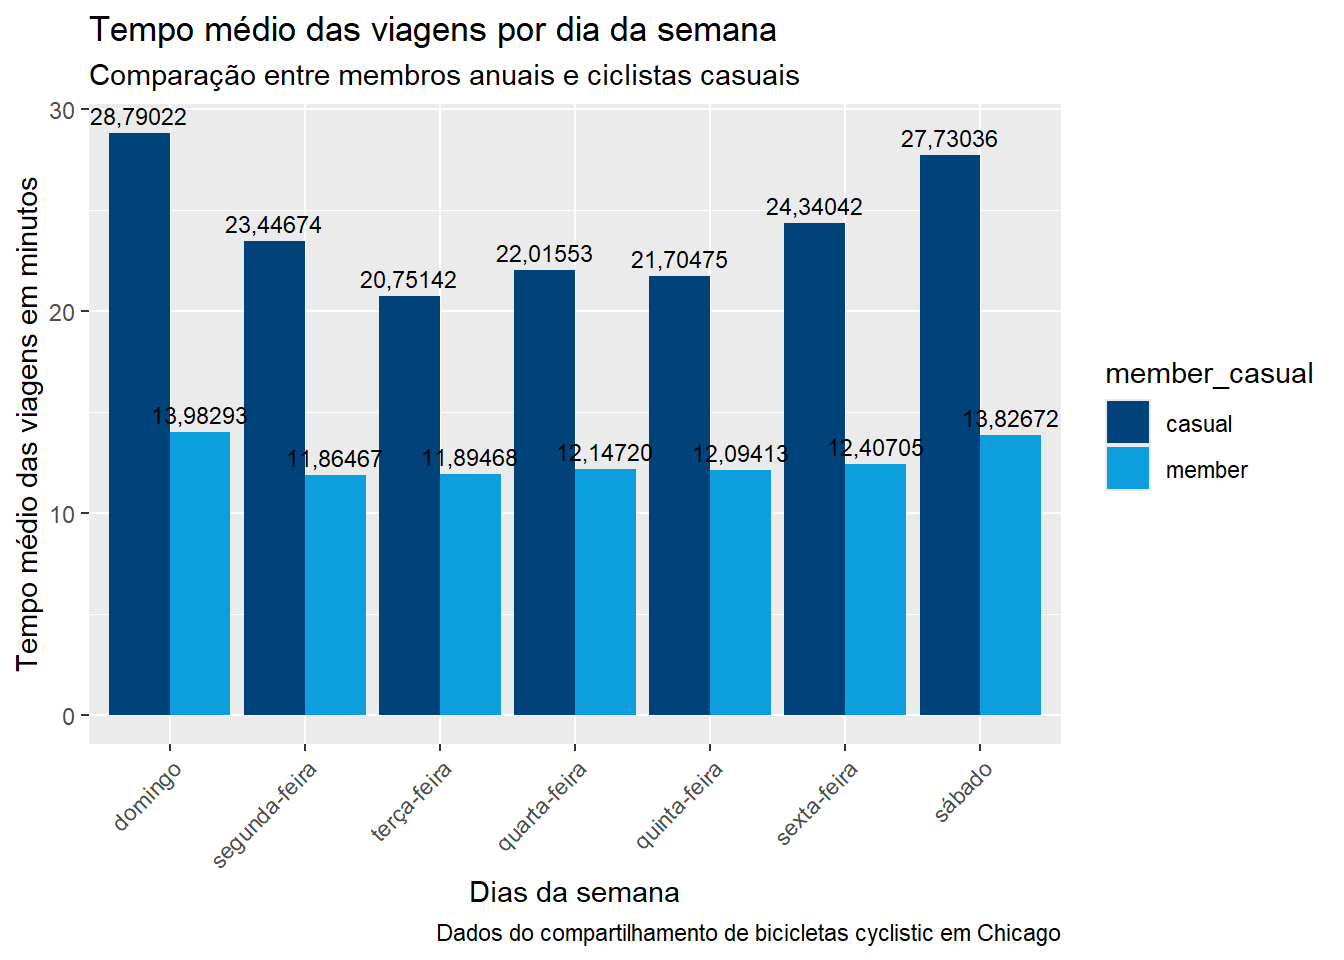 Tempo médio das viagens por dia da semana
Comparação entre membros anuais e ciclistas casuais
Tempo médio das viagens em minutos
30
20
10
0
28,79022
13,98293
23,44674
11,86467
20,75142
11,89468
22,01553
12,14720
21,70475
12,09413
24,34042
12,40705
27,73036
13,82672
domingo
segunda-feira
terça-feira
quarta-feira
quinta-feira
sexta-feira
sábado
Dias da semana
member_casual
casual
member
Dados do compartilhamento de bicicletas cyclistic em Chicago